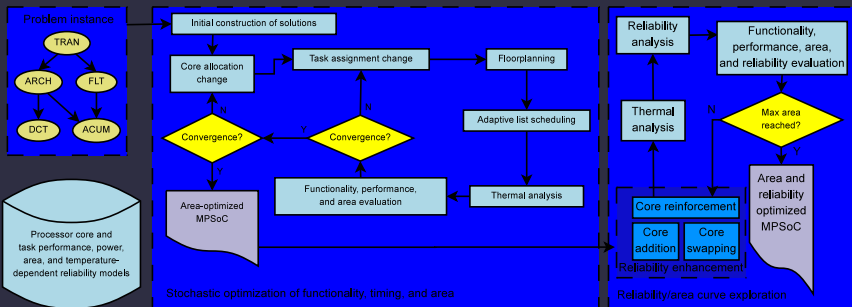 Problem instance
TRAN
ARCH
FLT
DCT
ACUM
Processor core and
task performance, power,
area, and temperature-
dependent reliability models
Initial construction of solutions
Core allocation
change
Task assignment change
Floorplanning
Adaptive list scheduling
Thermal analysis
Functionality, performance,
and area evaluation
Convergence?
N
Y
Convergence?
N
Y
Area-optimized
MPSoC
Stochastic optimization of functionality, timing, and area
Reliability
analysis
Functionality,
performance, area,
and reliability evaluation
Thermal
analysis
N
Max area
reached?
Y
Core reinforcement
Core
addition
Core
swapping
Reliability enhancement
Area and
reliability
optimized
MPSoC
Reliability/area curve exploration